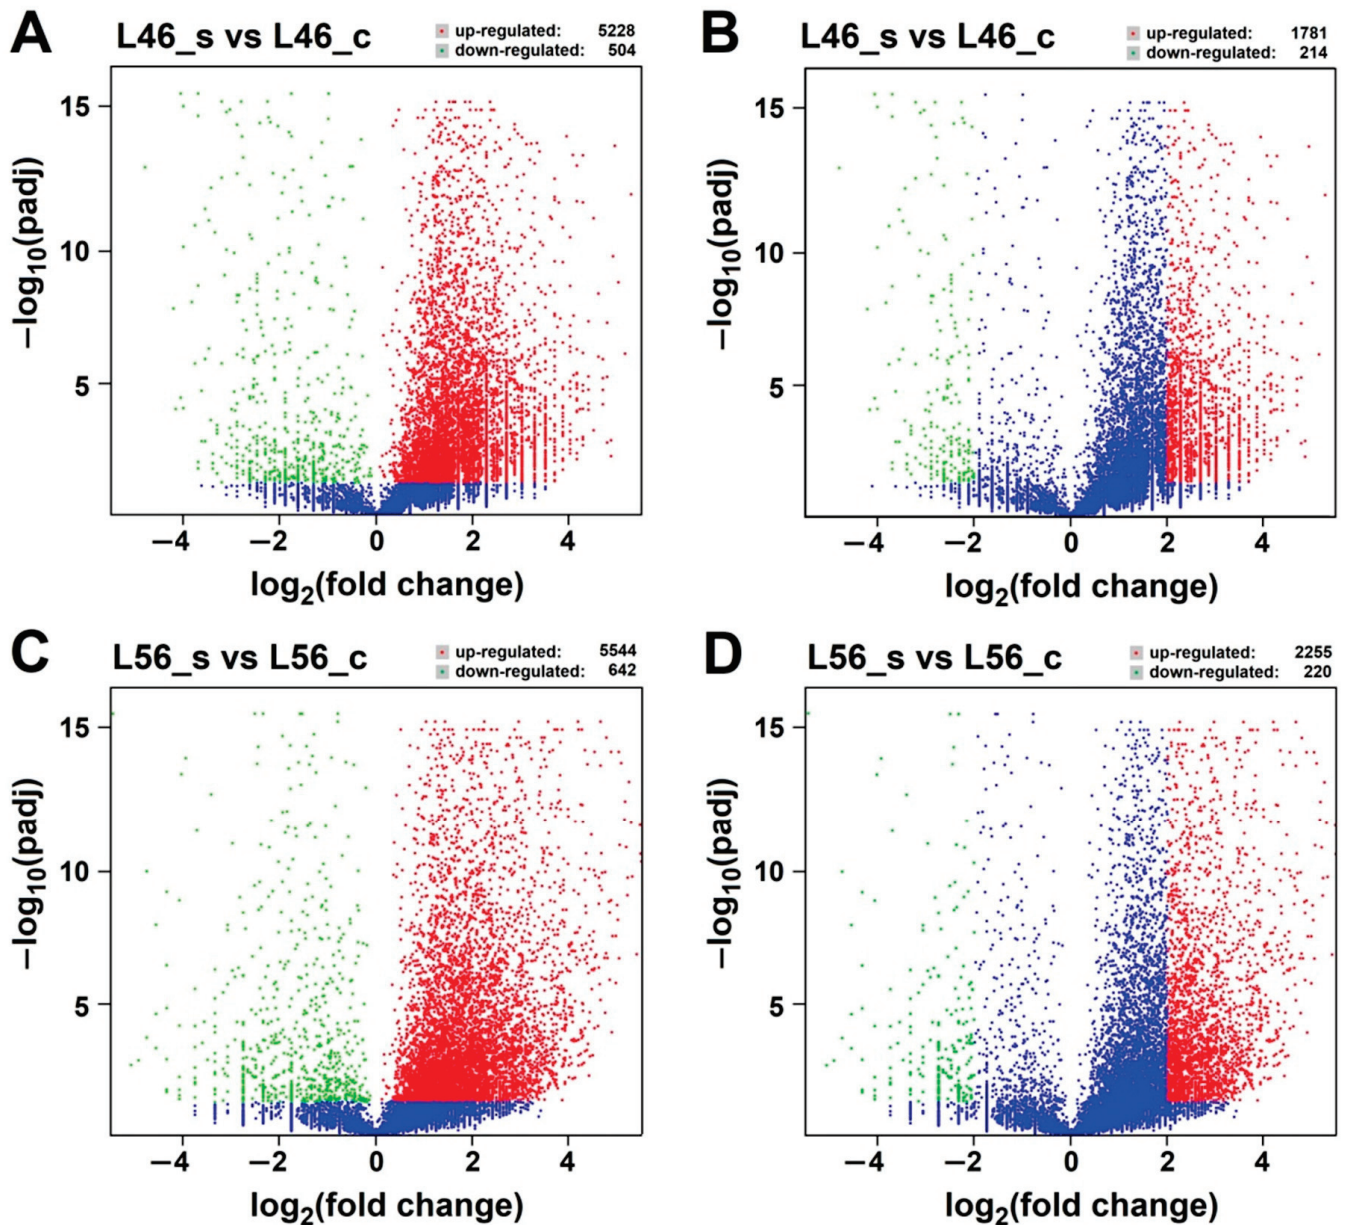 A
L46_s vs L46_c
up-regulated: 5228
down-regulated: 504
15
10
5
−log10(padj)
−4 −2 0 2 4
log2(fold change)
B
L46_s vs L46_c
up-regulated: 1781
down-regulated: 214
15
10
5
−log10(padj)
−4 −2 0 2 4
log2(fold change)
C
L56_s vs L56_c
up-regulated: 5544
down-regulated: 642
15
10
5
−log10(padj)
−4 −2 0 2 4
log2(fold change)
D
L56_s vs L56_c
up-regulated: 2255
down-regulated: 220
15
10
5
−log10(padj)
−4 −2 0 2 4
log2(fold change)